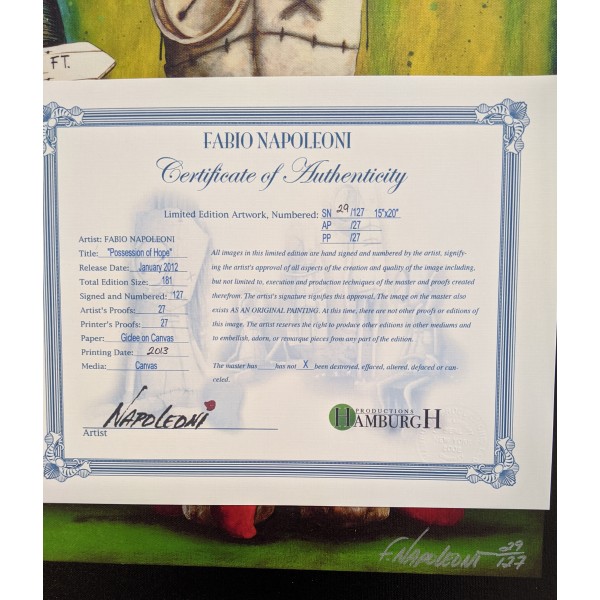 FT.
FABIO NAPOLEONI
Certificate of Authenticity
Limited Edition Artwork, Numbered: SN 29 /127 15"x20"
AP /27
PP /27
Artist: FABIO NAPOLEONI
Title: "Possession of Hope"
Release Date: January 2012
Total Edition Size: 181
Signed and Numbered: 127
Artist's Proofs: 27
Printer's Proofs: 27
Paper: Giclee on Canvas
Printing Date: 2013
Media: Canvas
All images in this limited edition are hand signed and numbered by the artist, signify-
ing the artist's approval of all aspects of the creation and quality of the image including,
but not limited to, execution and production techniques of the master and proofs created
therefrom. The artist's signature signifies this approval. The image on the master also
exists AS AN ORIGINAL PAINTING. At this time, there are not other proofs or editions of
this image. The artist reserves the right to produce other editions in other mediums and
to embellish, adorn, or remarque pieces from any part of the edition.
The master has ____ has not X been destroyed, effaced, altered, defaced or can-
celed.
NAPOLEONI
Artist
PRODUCTIONS
HAMBURGH
F. NAPOLEONI 29/127